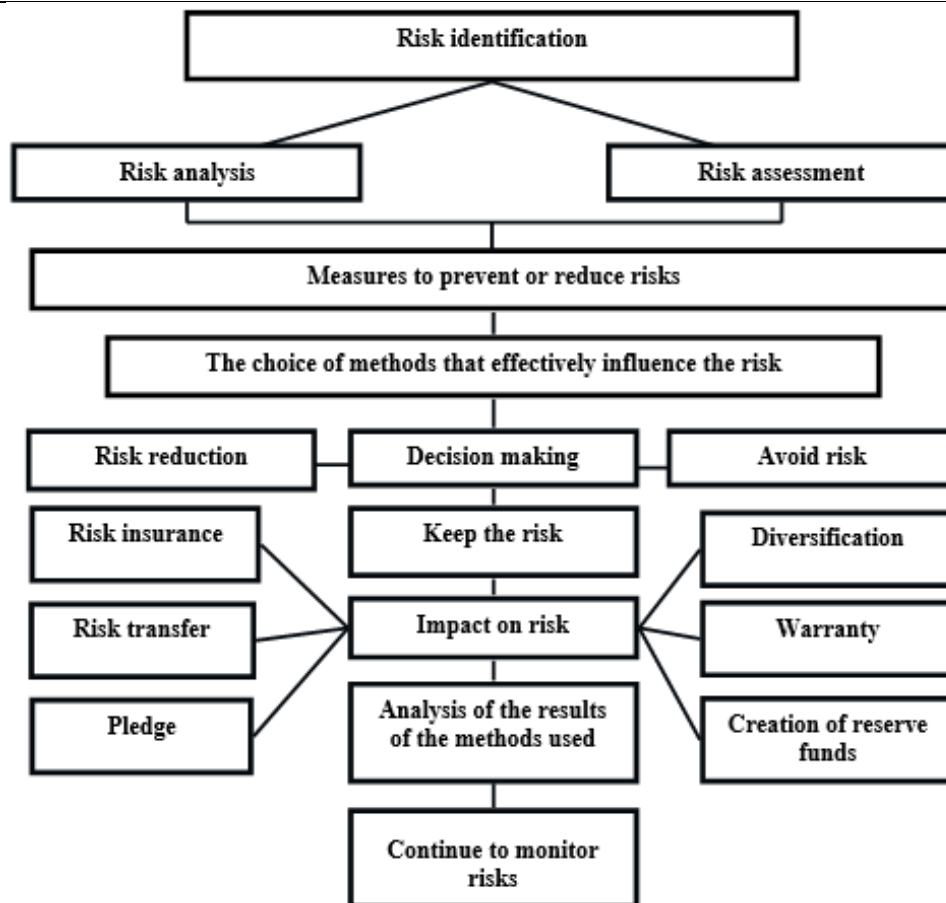 Risk identification
Risk analysis
Risk assessment
Measures to prevent or reduce risks
The choice of methods that effectively influence the risk
Risk reduction
Decision making
Avoid risk
Risk insurance
Keep the risk
Diversification
Risk transfer
Impact on risk
Warranty
Pledge
Analysis of the results
of the methods used
Creation of reserve
funds
Continue to monitor
risks